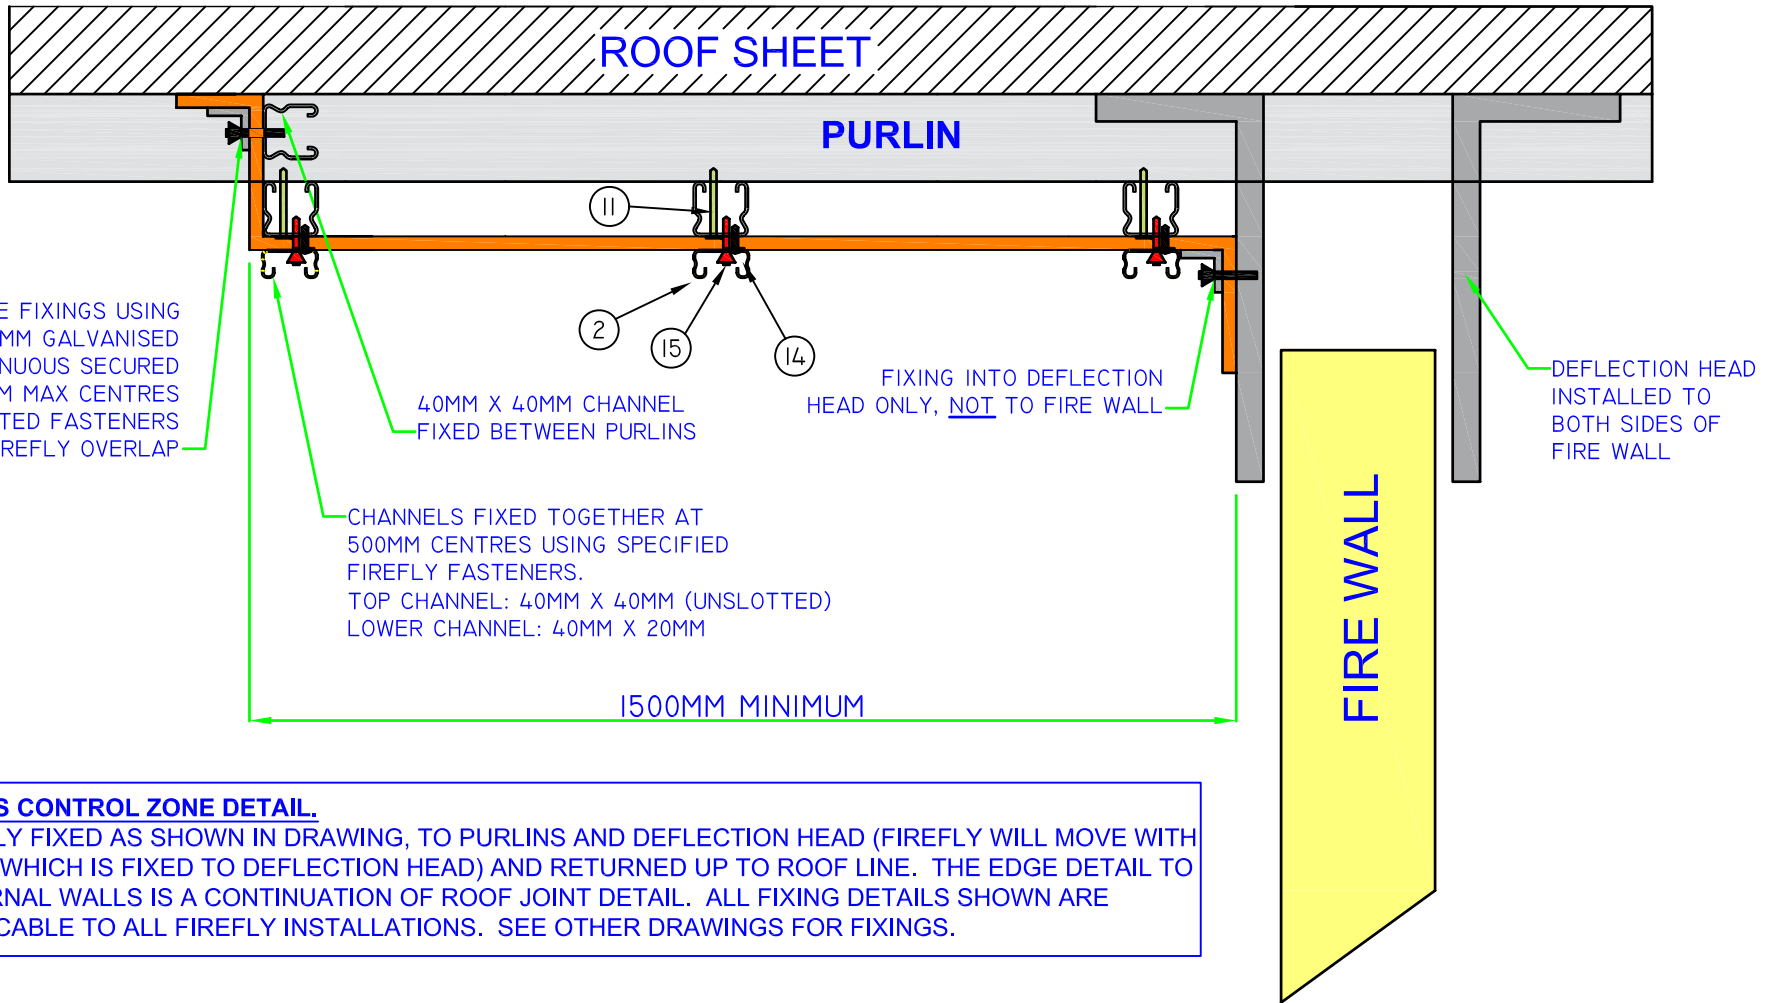 ROOF SHEET
PURLIN
11
2
15
14
E FIXINGS USING
MM GALVANISED
NUOUS SECURED
M MAX CENTRES
TED FASTENERS
REFLY OVERLAP
40MM X 40MM CHANNEL
FIXED BETWEEN PURLINS
FIXING INTO DEFLECTION
HEAD ONLY, NOT TO FIRE WALL
DEFLECTION HEAD
INSTALLED TO
BOTH SIDES OF
FIRE WALL
CHANNELS FIXED TOGETHER AT
500MM CENTRES USING SPECIFIED
FIREFLY FASTENERS.
TOP CHANNEL: 40MM X 40MM (UNSLOTTED)
LOWER CHANNEL: 40MM X 20MM
FIRE WALL
1500MM MINIMUM
S CONTROL ZONE DETAIL.
LY FIXED AS SHOWN IN DRAWING, TO PURLINS AND DEFLECTION HEAD (FIREFLY WILL MOVE WITH
WHICH IS FIXED TO DEFLECTION HEAD) AND RETURNED UP TO ROOF LINE. THE EDGE DETAIL TO
RNAL WALLS IS A CONTINUATION OF ROOF JOINT DETAIL. ALL FIXING DETAILS SHOWN ARE
CABLE TO ALL FIREFLY INSTALLATIONS. SEE OTHER DRAWINGS FOR FIXINGS.